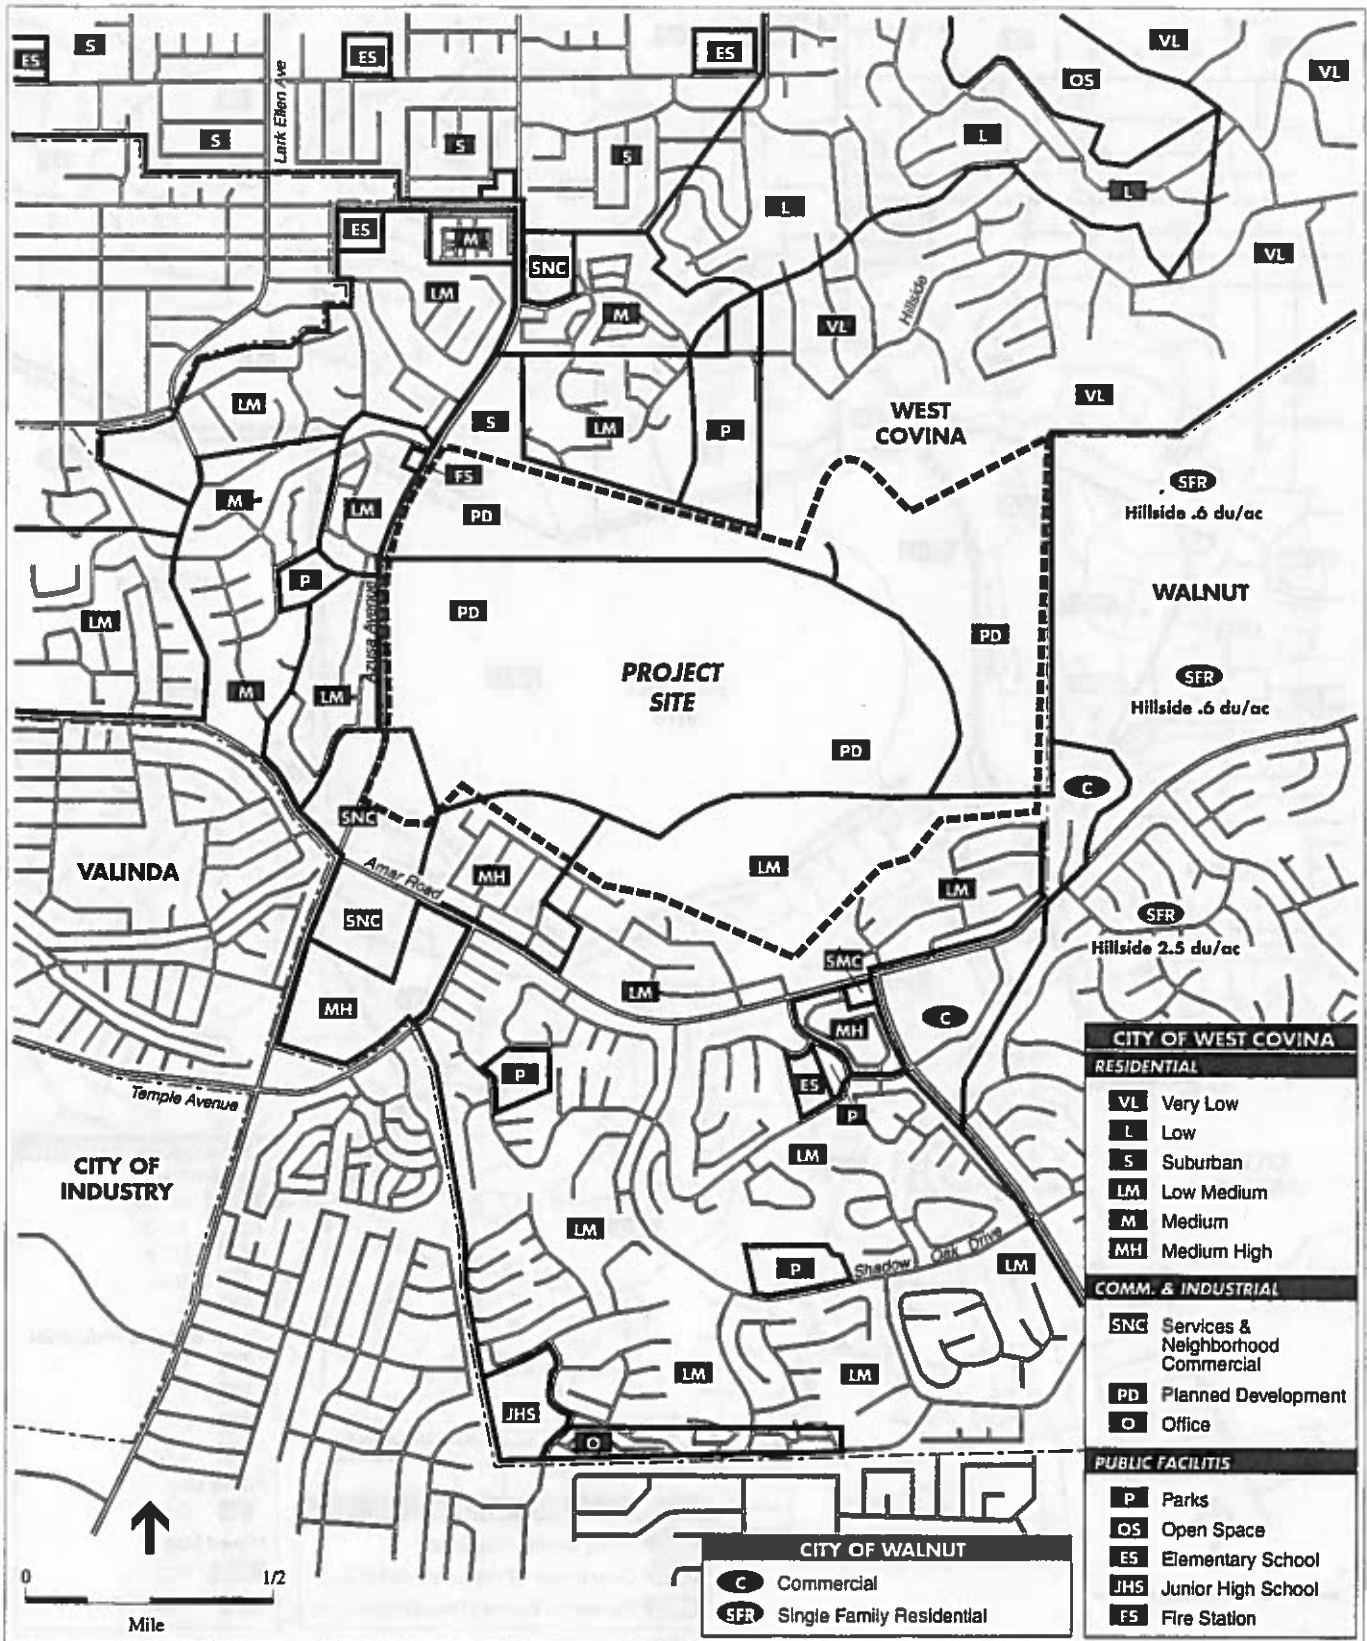 ES
S
ES
ES
VL
VL
OS
Lark Ellen Ave
S
S
S
L
L
L
VL
ES
M
SNC
LM
M
VL
Hillside
LM
S
LM
P
WEST
COVINA
VL
FS
PD
SFR
Hillside .6 du/ac
M
LM
P
LM
Azusa Avenue
PD
PD
WALNUT
M
LM
PROJECT
SITE
SFR
Hillside .6 du/ac
PD
C
SNC
VALINDA
Amar Road
MH
LM
LM
SNC
SFR
Hillside 2.5 du/ac
SMC
LM
MH
MH
C
P
ES
P
Temple Avenue
LM
CITY OF
INDUSTRY
LM
P
Shadow Oak Drive
LM
LM
LM
JHS
O
CITY OF WEST COVINA
RESIDENTIAL
VL Very Low
L Low
S Suburban
LM Low Medium
M Medium
MH Medium High
COMM. & INDUSTRIAL
SNC Services &
Neighborhood
Commercial
PD Planned Development
O Office
PUBLIC FACILITIS
P Parks
OS Open Space
ES Elementary School
JHS Junior High School
FS Fire Station
CITY OF WALNUT
C Commercial
SFR Single Family Residential
0 1/2
Mile